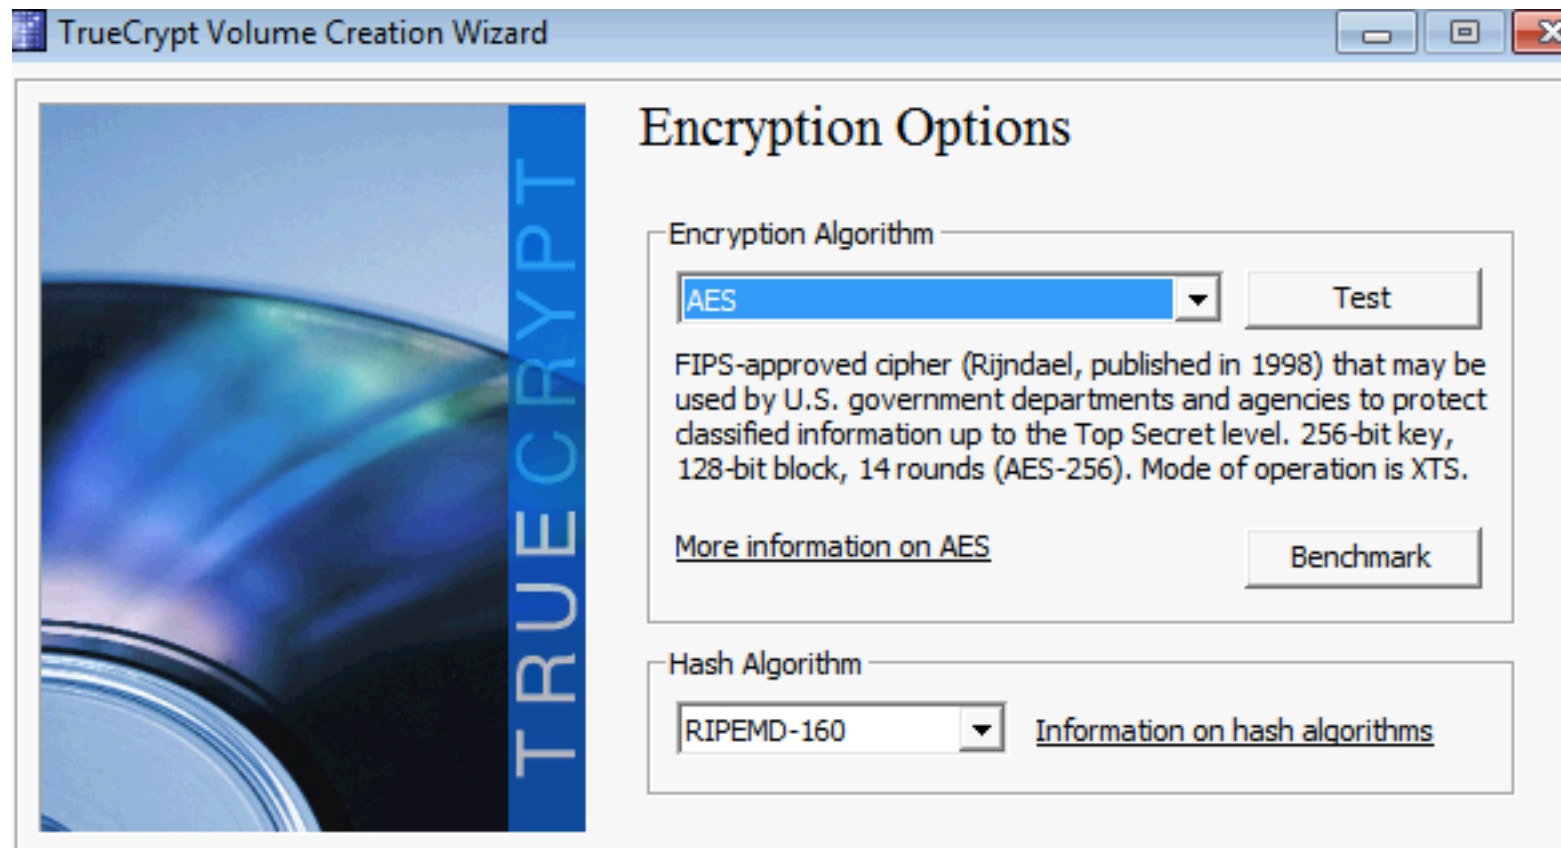 TrueCrypt Volume Creation Wizard
TRUECRYPT
Encryption Options
Encryption Algorithm
AES
Test
FIPS-approved cipher (Rijndael, published in 1998) that may be
used by U.S. government departments and agencies to protect
classified information up to the Top Secret level. 256-bit key,
128-bit block, 14 rounds (AES-256). Mode of operation is XTS.
More information on AES
Benchmark
Hash Algorithm
RIPEMD-160
Information on hash algorithms